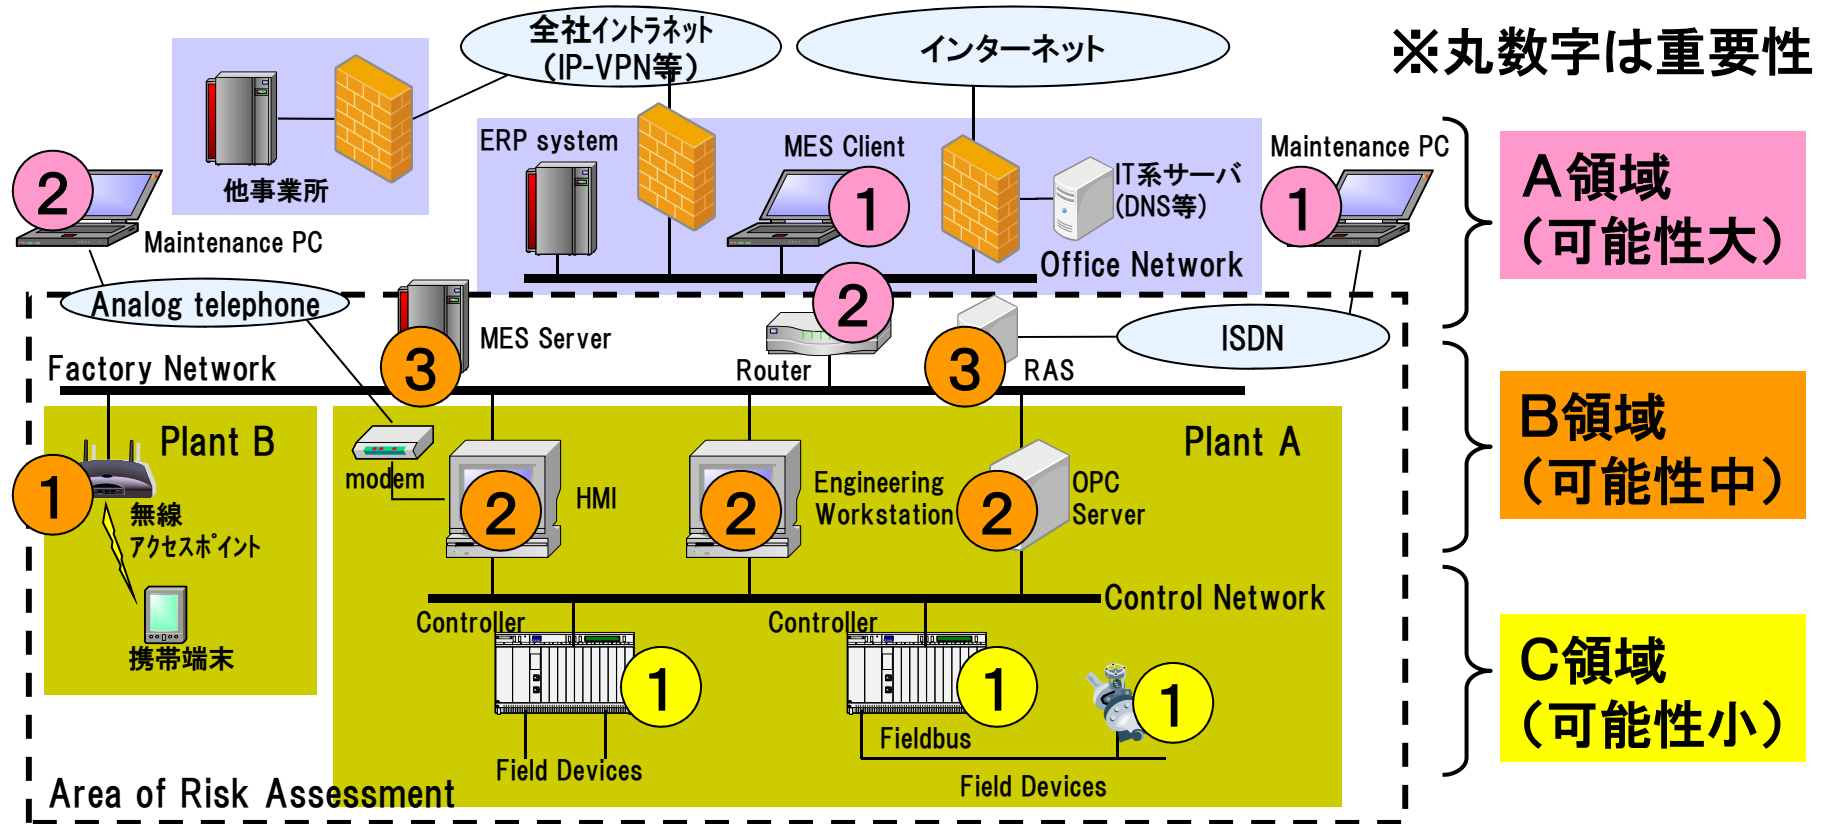 全社イントラネット
(IP-VPN等)
インターネット
※丸数字は重要性
ERP system
MES Client
Maintenance PC
IT系サーバ
(DNS等)
他事業所
2
Maintenance PC
1
1
Office Network
A領域
(可能性大)
Analog telephone
2
MES Server
Router
RAS
ISDN
3
3
Factory Network
B領域
(可能性中)
Plant B
Plant A
modem
HMI
Engineering
Workstation
OPC
Server
1
2
2
2
無線
アクセスポイント
携帯端末
Control Network
Controller
Controller
C領域
(可能性小)
1
1
1
Fieldbus
Field Devices
Field Devices
Area of Risk Assessment